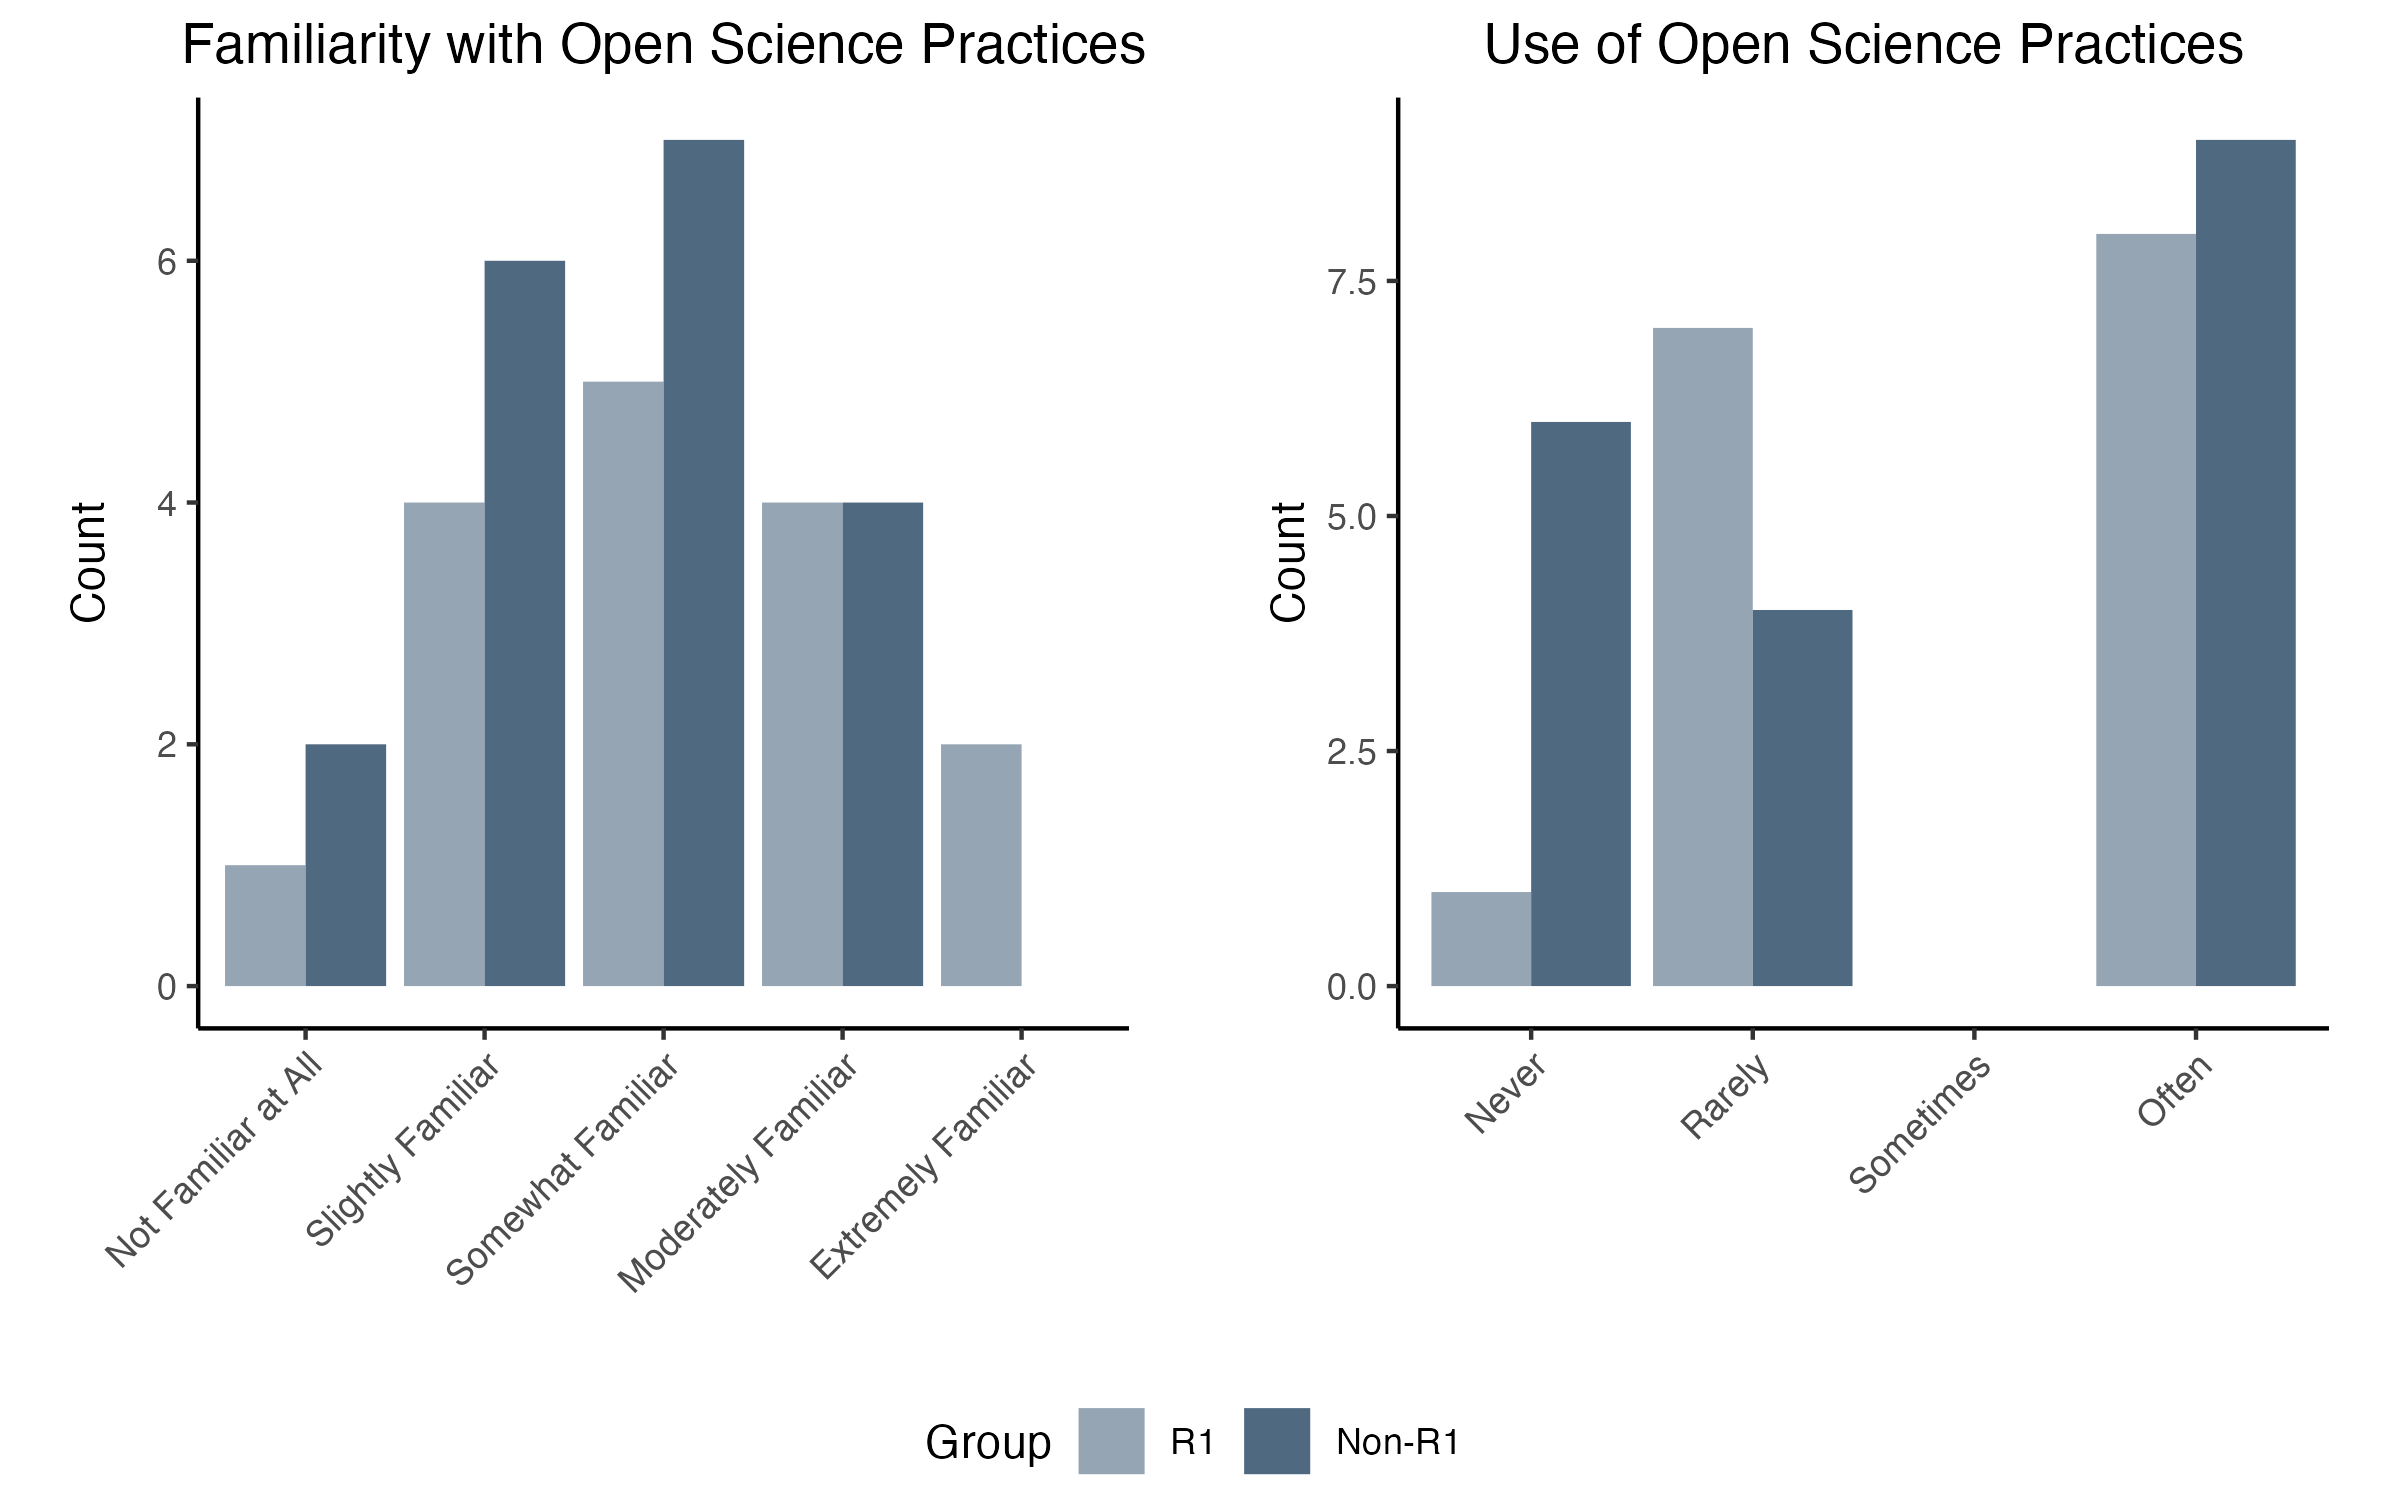 Familiarity with Open Science Practices
Count
6
4
2
0
Not Familiar at All
Slightly Familiar
Somewhat Familiar
Moderately Familiar
Extremely Familiar
Use of Open Science Practices
Count
7.5
5.0
2.5
0.0
Never
Rarely
Sometimes
Often
Group R1 Non-R1